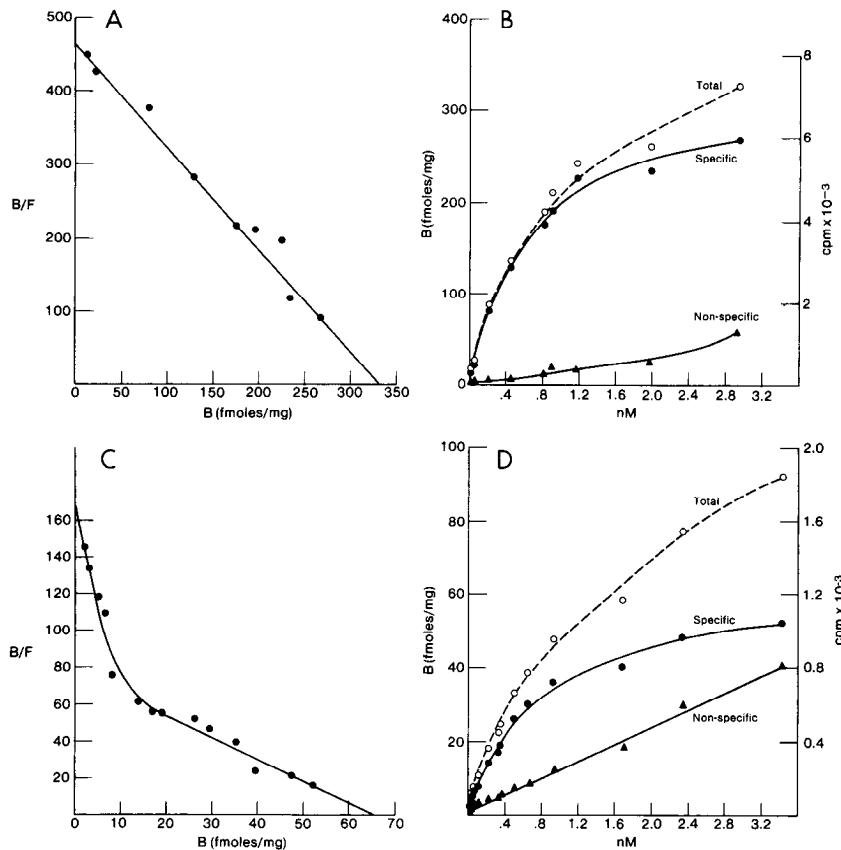 A
500
400
300
B/F
200
100
0 50 100 150 200 250 300 350
B (fmoles/mg)
B
400
300
B(fmoles/mg)
200
100
0
8
6
4
2
cpm x 10⁻³
Total
Specific
Non-specific
.4 .8 1.2 1.6 2.0 2.4 2.8 3.2
nM
C
160
140
120
100
B/F
80
60
40
20
0 10 20 30 40 50 60 70
B (fmoles/mg)
D
100
80
60
B(fmoles/mg)
40
20
2.0
1.6
1.2
0.8
0.4
cpm x 10⁻³
Total
Specific
Non-specific
.4 .8 1.2 1.6 2.0 2.4 2.8 3.2
nM